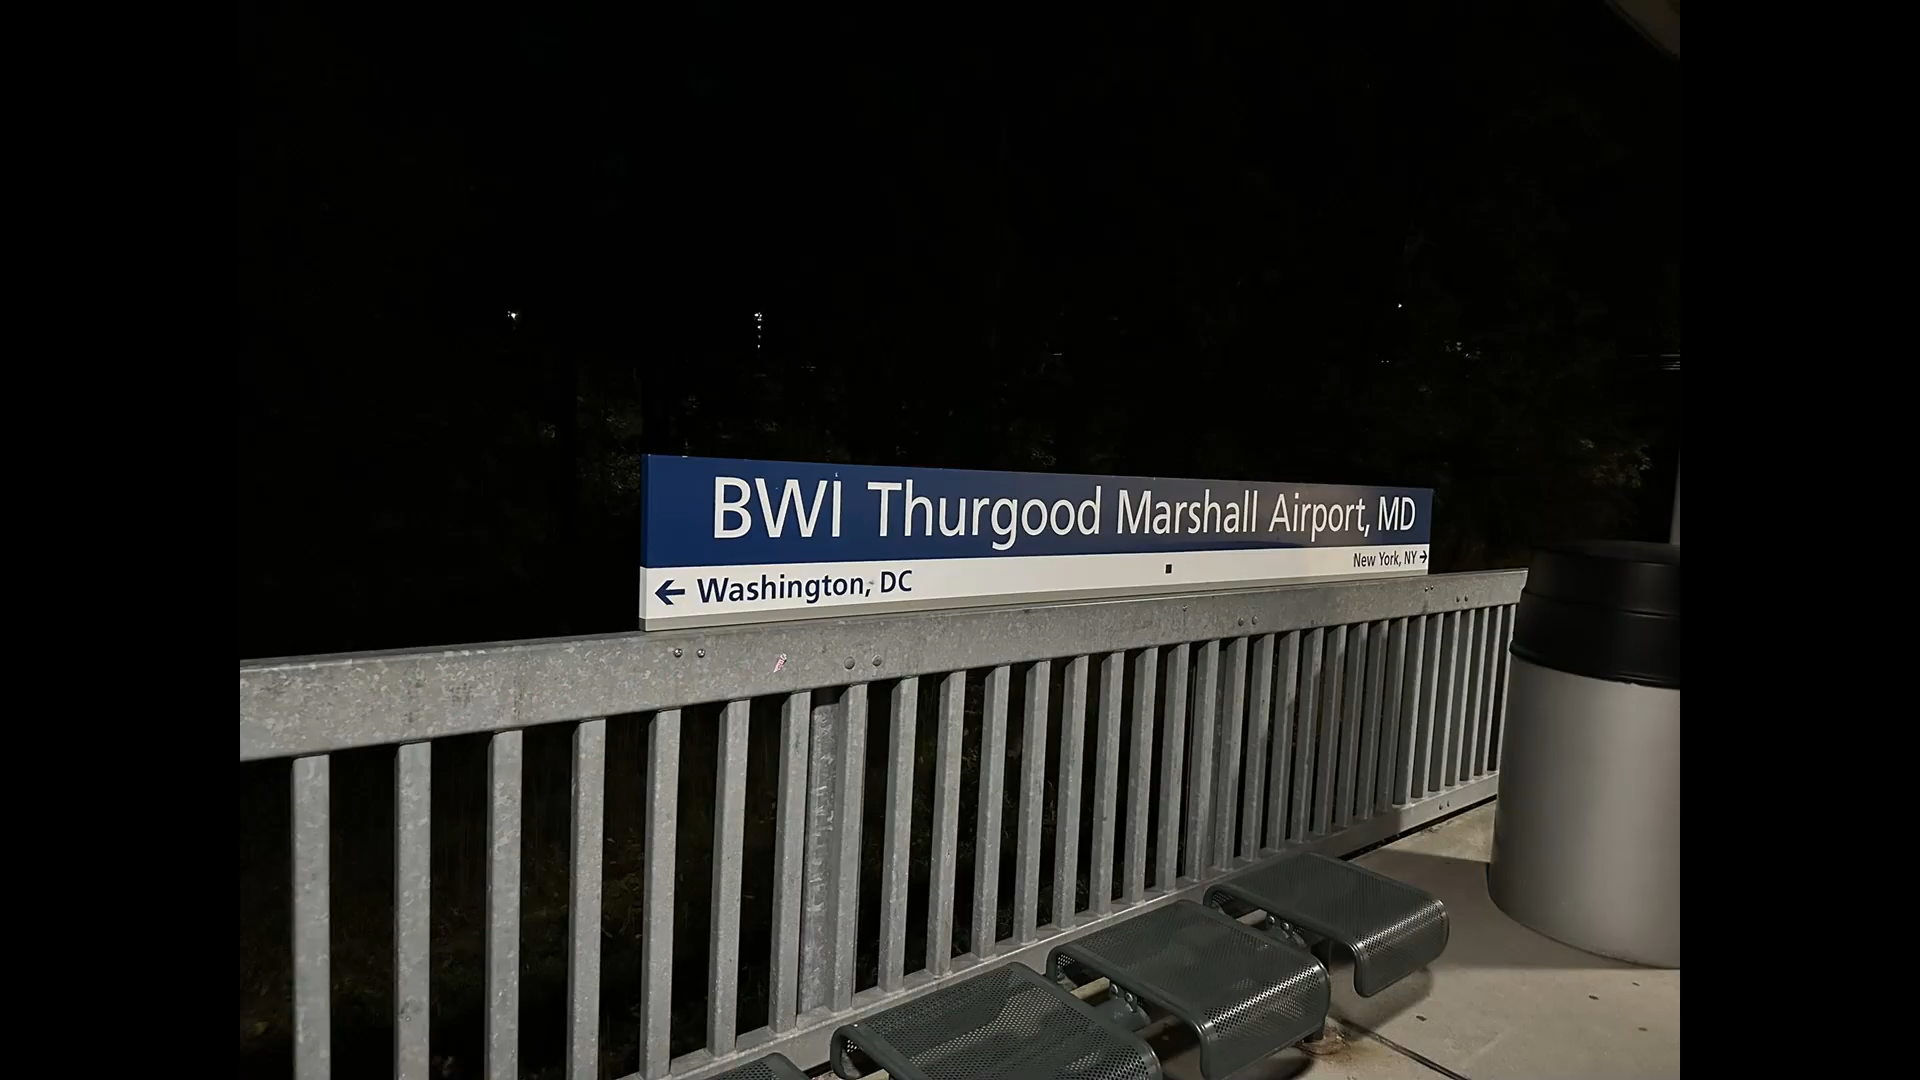 BWI Thurgood Marshall Airport, MD
← Washington, DC
New York, NY →